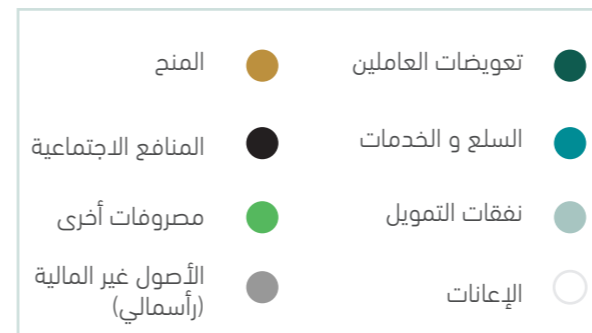 تعويضات العاملين
المنح
السلع و الخدمات
المنافع الاجتماعية
نفقات التمويل
مصروفات أخرى
الإعانات
الأصول غير المالية
(رأسمالي)